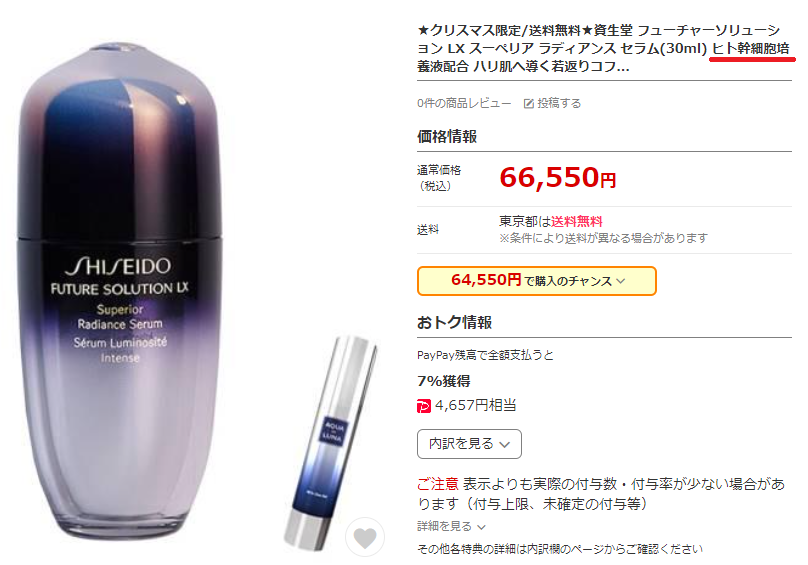 SHISEIDO
FUTURE SOLUTION LX
Superior
Radiance Serum
Sérum Luminosité
Intense
AQUA
LUNA
★クリスマス限定/送料無料★資生堂 フューチャーソリューシ
ョン LX スーペリア ラディアンス セラム(30ml) ヒト幹細胞培
養液配合 ハリ肌へ導く若返りコフ...
0件の商品レビュー 投稿する
価格情報
通常価格
（税込）
66,550円
送料
東京都は送料無料
※条件により送料が異なる場合があります
64,550円で購入のチャンス
おトク情報
PayPay残高で全額支払うと
7%獲得
4,657円相当
内訳を見る
ご注意 表示よりも実際の付与数・付与率が少ない場合があ
ります（付与上限、未確定の付与等）
詳細を見る
その他各特典の詳細は内訳欄のページからご確認ください